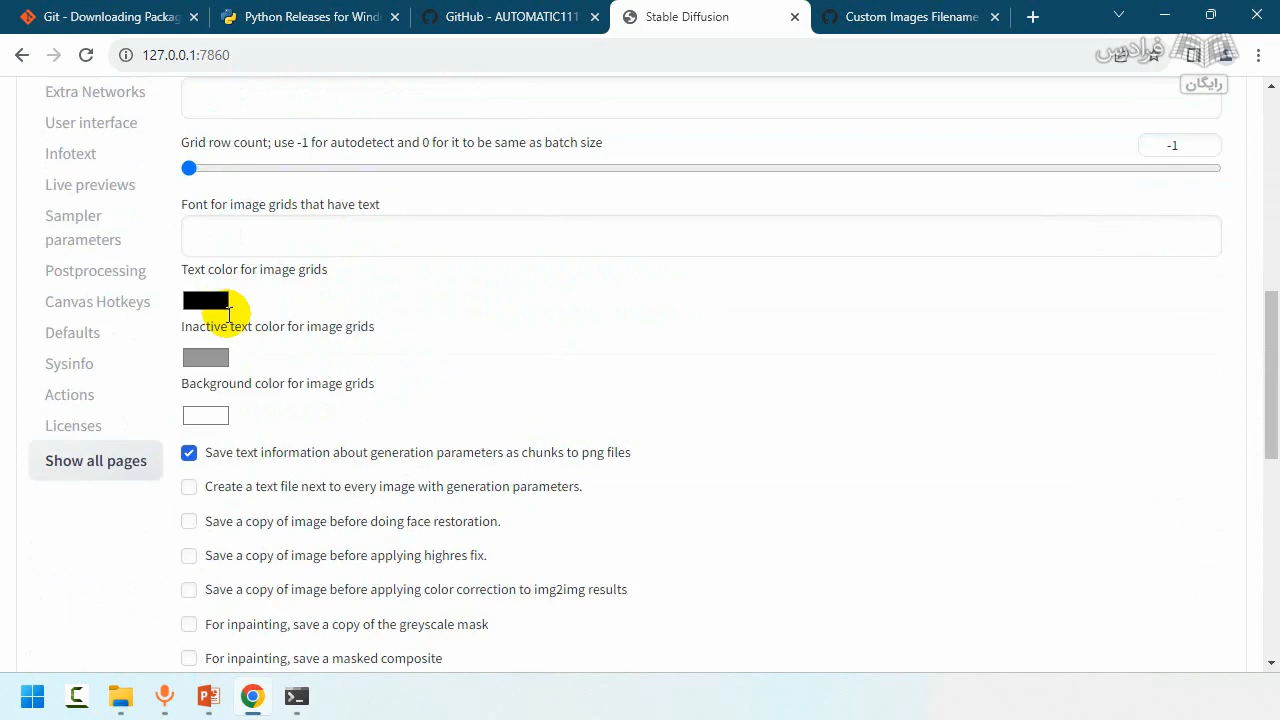 Git - Downloading Packag
Python Releases for Wind
GitHub - AUTOMATIC111
Stable Diffusion
Custom Images Filename
127.0.0.1:7860
فرادرس
رایگان
Extra Networks
User interface
Infotext
Live previews
Sampler
parameters
Postprocessing
Canvas Hotkeys
Defaults
Sysinfo
Actions
Licenses
Show all pages
Grid row count; use -1 for autodetect and 0 for it to be same as batch size
-1
Font for image grids that have text
Text color for image grids
Inactive text color for image grids
Background color for image grids
Save text information about generation parameters as chunks to png files
Create a text file next to every image with generation parameters.
Save a copy of image before doing face restoration.
Save a copy of image before applying highres fix.
Save a copy of image before applying color correction to img2img results
For inpainting, save a copy of the greyscale mask
For inpainting, save a masked composite